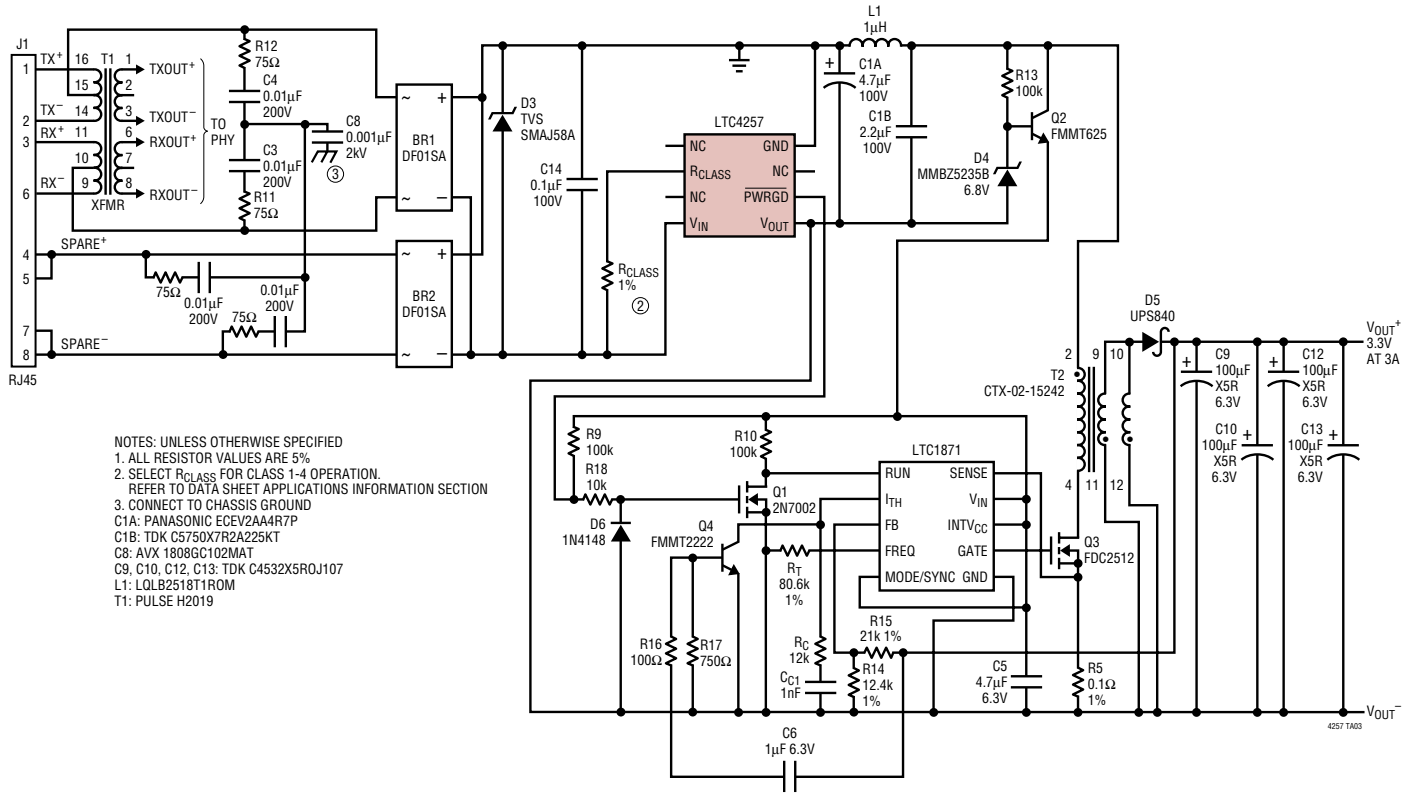 J1
TX+
16
T1
1
TXOUT+
1
15
2
TX−
14
3
TXOUT−
2
RX+
11
6
RXOUT+
3
10
7
RX−
9
8
RXOUT−
6
XFMR
TO
PHY
SPARE+
4
5
7
SPARE−
8
RJ45
R12
75Ω
C4
0.01µF
200V
C8
0.001µF
2kV
3
C3
0.01µF
200V
R11
75Ω
75Ω
0.01µF
200V
75Ω
0.01µF
200V
~
+
BR1
DF01SA
~
−
~
+
BR2
DF01SA
~
−
D3
TVS
SMAJ58A
C14
0.1µF
100V
RCLASS
1%
2
LTC4257
NC
GND
RCLASS
NC
NC
PWRGD
VIN
VOUT
L1
1µH
+
C1A
4.7µF
100V
C1B
2.2µF
100V
R13
100k
Q2
FMMT625
D4
MMBZ5235B
6.8V
D5
UPS840
2
9
10
T2
CTX-02-15242
4
11
12
+
C9
100µF
X5R
6.3V
+
C12
100µF
X5R
6.3V
C10
+
100µF
X5R
6.3V
C13
+
100µF
X5R
6.3V
VOUT+
3.3V
AT 3A
R9
100k
R18
10k
R10
100k
Q1
2N7002
D6
1N4148
Q4
FMMT2222
RT
80.6k
1%
LTC1871
RUN
SENSE
ITH
VIN
FB
INTVCC
FREQ
GATE
MODE/SYNC
GND
Q3
FDC2512
R16
100Ω
R17
750Ω
RC
12k
CC1
1nF
R15
21k 1%
R14
12.4k
1%
C5
4.7µF
6.3V
R5
0.1Ω
1%
VOUT−
4257 TA03
C6
1µF 6.3V
NOTES: UNLESS OTHERWISE SPECIFIED
1. ALL RESISTOR VALUES ARE 5%
2. SELECT RCLASS FOR CLASS 1-4 OPERATION.
REFER TO DATA SHEET APPLICATIONS INFORMATION SECTION
3. CONNECT TO CHASSIS GROUND
C1A: PANASONIC ECEV2AA4R7P
C1B: TDK C5750X7R2A225KT
C8: AVX 1808GC102MAT
C9, C10, C12, C13: TDK C4532X5ROJ107
L1: LQLB2518T1ROM
T1: PULSE H2019